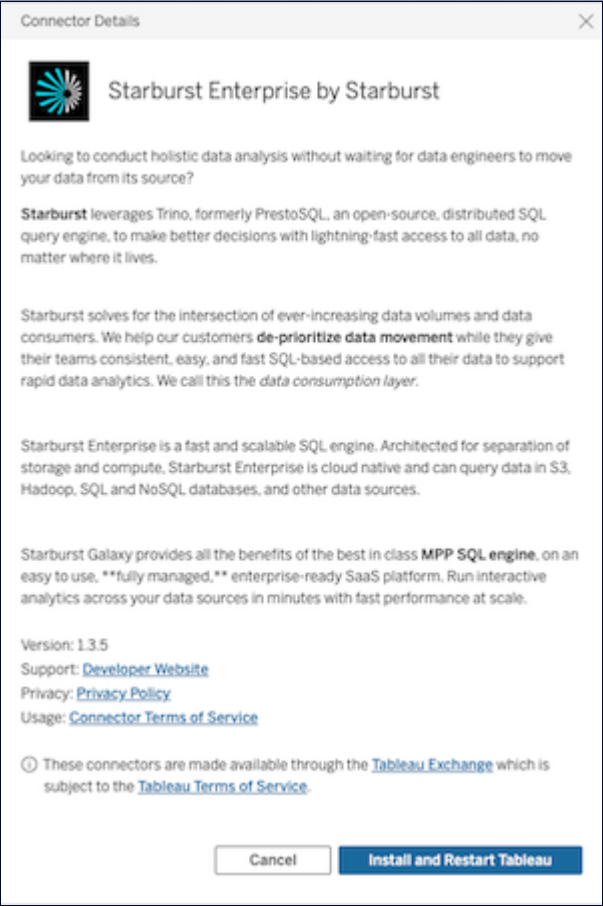 Connector Details
Starburst Enterprise by Starburst
Looking to conduct holistic data analysis without waiting for data engineers to move
your data from its source?
Starburst leverages Trino, formerly PrestoSQL, an open-source, distributed SQL
query engine, to make better decisions with lightning-fast access to all data, no
matter where it lives.
Starburst solves for the intersection of ever-increasing data volumes and data
consumers. We help our customers de-prioritize data movement while they give
their teams consistent, easy, and fast SQL-based access to all their data to support
rapid data analytics. We call this the data consumption layer.
Starburst Enterprise is a fast and scalable SQL engine. Architected for separation of
storage and compute, Starburst Enterprise is cloud native and can query data in S3,
Hadoop, SQL and NoSQL databases, and other data sources.
Starburst Galaxy provides all the benefits of the best in class MPP SQL engine, on an
easy to use, **fully managed,** enterprise-ready SaaS platform. Run interactive
analytics across your data sources in minutes with fast performance at scale.
Version: 1.3.5
Support: Developer Website
Privacy: Privacy Policy
Usage: Connector Terms of Service
These connectors are made available through the Tableau Exchange which is
subject to the Tableau Terms of Service.
Cancel
Install and Restart Tableau